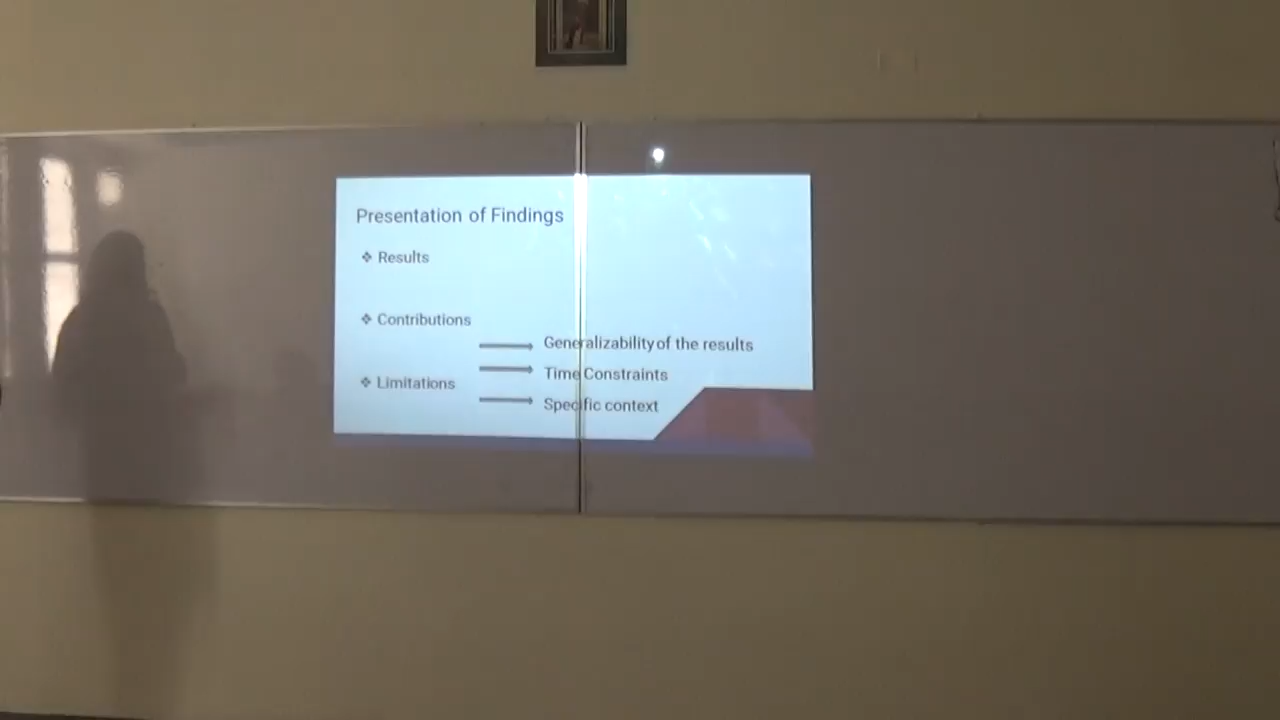 Presentation of Findings
❖ Results
❖ Contributions
Generalizability of the results
Time Constraints
❖ Limitations
Specific context